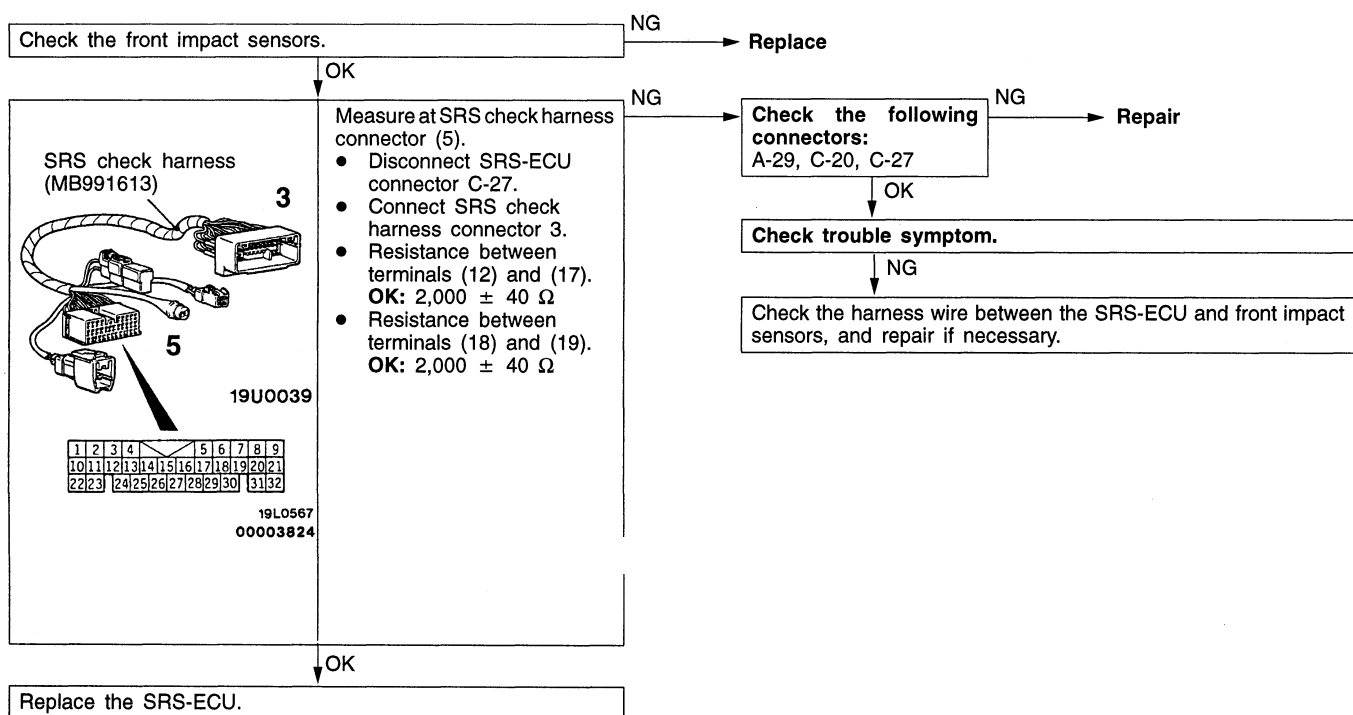 Check the front impact sensors.
NG
Replace
OK
SRS check harness
(MB991613)
3
5
19U0039
1 2 3 4 5 6 7 8 9
10 11 12 13 14 15 16 17 18 19 20 21
22 23 24 25 26 27 28 29 30 31 32
19L0567
00003824
Measure at SRS check harness
connector (5).
● Disconnect SRS-ECU
connector C-27.
● Connect SRS check
harness connector 3.
● Resistance between
terminals (12) and (17).
OK: 2,000 ± 40 Ω
● Resistance between
terminals (18) and (19).
OK: 2,000 ± 40 Ω
NG
Check the following
connectors:
A-29, C-20, C-27
NG
Repair
OK
Check trouble symptom.
NG
Check the harness wire between the SRS-ECU and front impact
sensors, and repair if necessary.
OK
Replace the SRS-ECU.